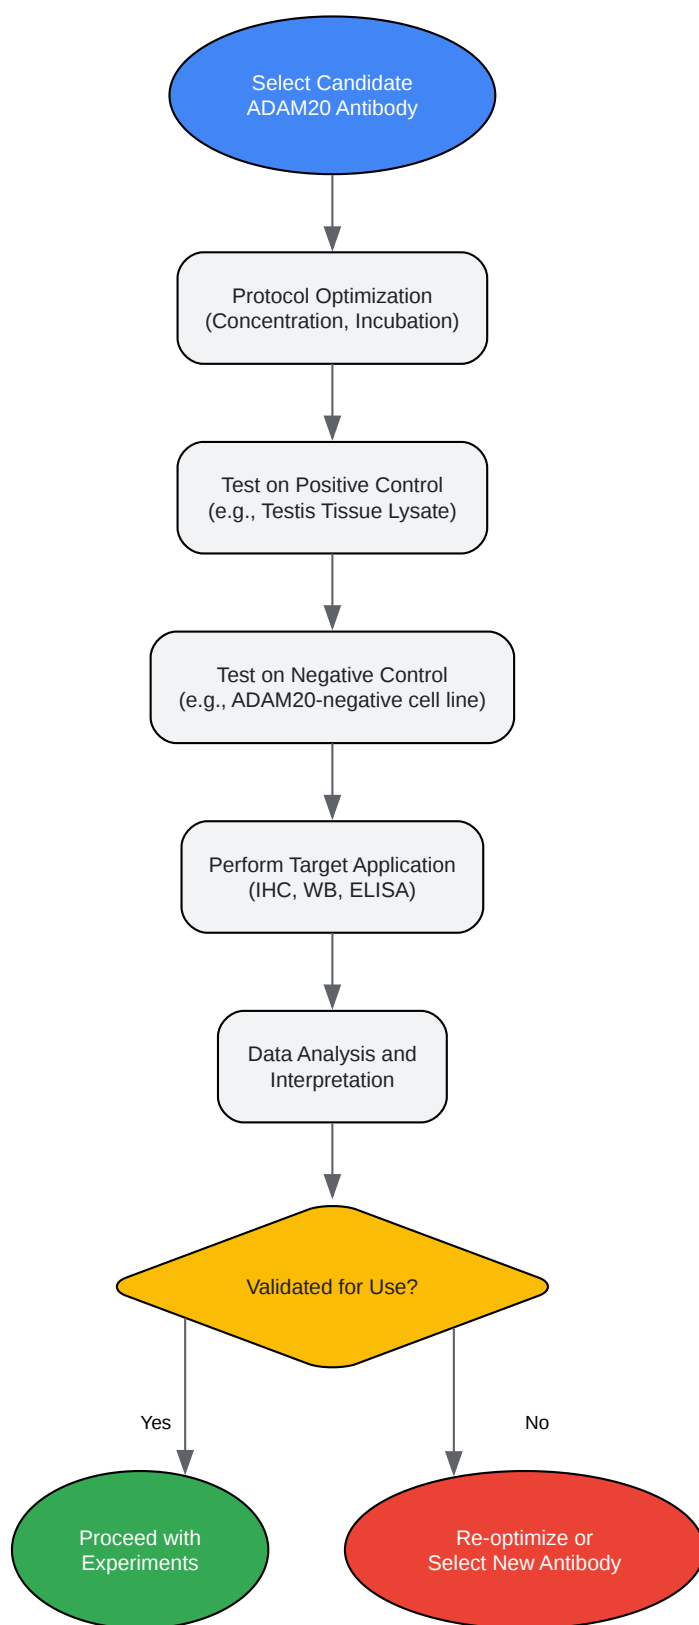 Select Candidate
ADAM20 Antibody
Protocol Optimization
(Concentration, Incubation)
Test on Positive Control
(e.g., Testis Tissue Lysate)
Test on Negative Control
(e.g., ADAM20-negative cell line)
Perform Target Application
(IHC, WB, ELISA)
Data Analysis and
Interpretation
Validated for Use?
Yes
No
Proceed with
Experiments
Re-optimize or
Select New Antibody